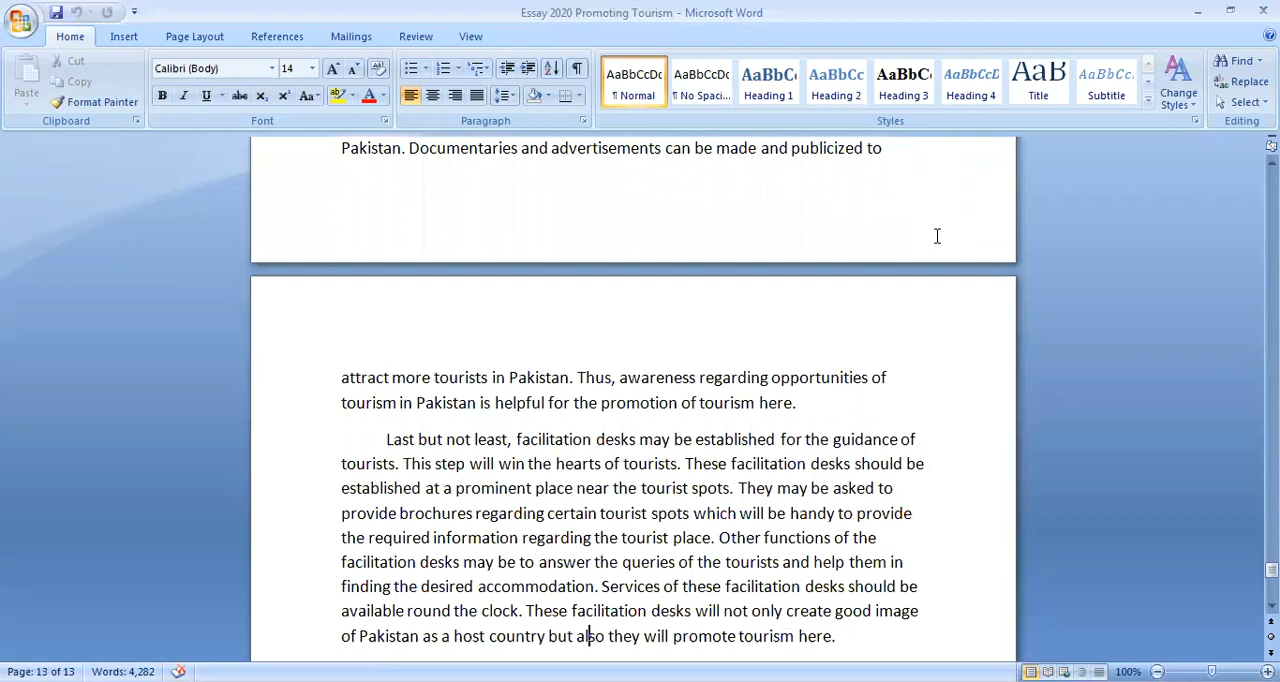 Essay 2020 Promoting Tourism - Microsoft Word
Home Insert Page Layout References Mailings Review View
Paste Cut Copy Format Painter
Calibri (Body) 14
AaBbCcDc AaBbCcDc AaBbC AaBbCc AaBbC AaBbCcD AaB AaBbCc.
¶ Normal ¶ No Spaci... Heading 1 Heading 2 Heading 3 Heading 4 Title Subtitle
Change Styles
Find Replace Select
Clipboard Font Paragraph Styles Editing
Pakistan. Documentaries and advertisements can be made and publicized to
attract more tourists in Pakistan. Thus, awareness regarding opportunities of
tourism in Pakistan is helpful for the promotion of tourism here.
Last but not least, facilitation desks may be established for the guidance of
tourists. This step will win the hearts of tourists. These facilitation desks should be
established at a prominent place near the tourist spots. They may be asked to
provide brochures regarding certain tourist spots which will be handy to provide
the required information regarding the tourist place. Other functions of the
facilitation desks may be to answer the queries of the tourists and help them in
finding the desired accommodation. Services of these facilitation desks should be
available round the clock. These facilitation desks will not only create good image
of Pakistan as a host country but also they will promote tourism here.
Page: 13 of 13 Words: 4,282 100%